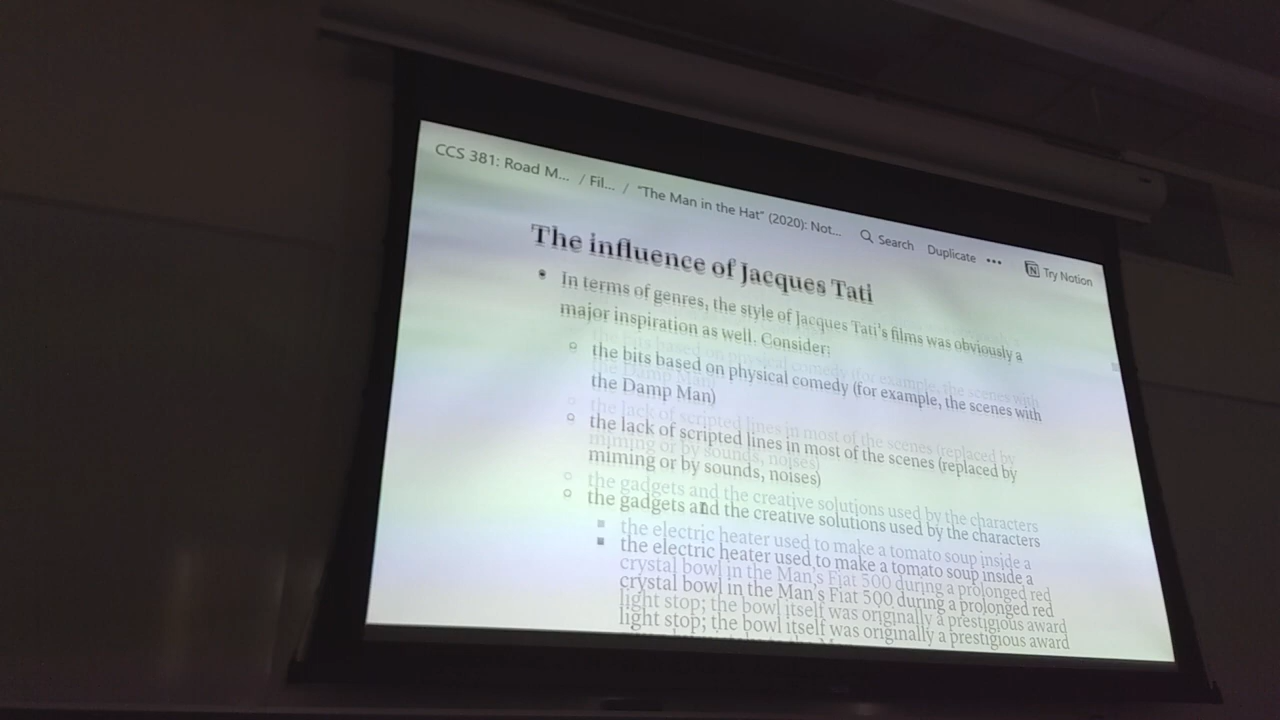 CCS 381: Road M... / Fil... / "The Man in the Hat" (2020): Not... Search Duplicate ••• Try Notion
The influence of Jacques Tati
• In terms of genres, the style of Jacques Tati's films was obviously a
major inspiration as well. Consider:
○ the bits based on physical comedy (for example, the scenes with
the Damp Man)
○ the lack of scripted lines in most of the scenes (replaced by
miming or by sounds, noises)
○ the gadgets and the creative solutions used by the characters
▪ the electric heater used to make a tomato soup inside a
crystal bowl in the Man's Fiat 500 during a prolonged red
light stop; the bowl itself was originally a prestigious award